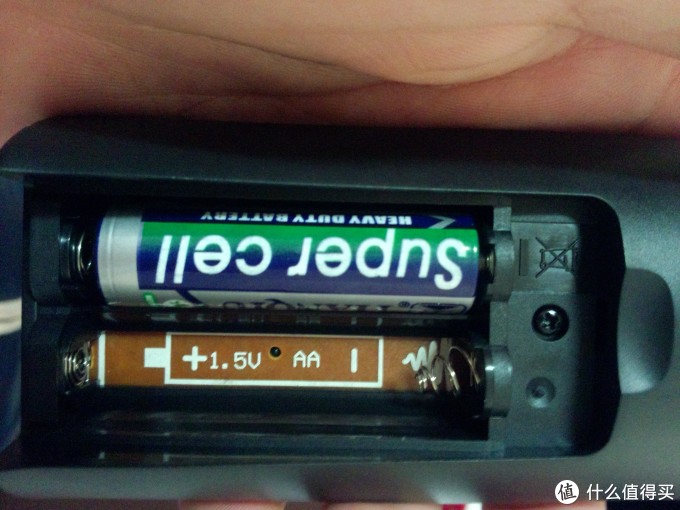 HEAVY DUTY BATTERY
Super cell
+ 1.5V AA -
值 什么值得买